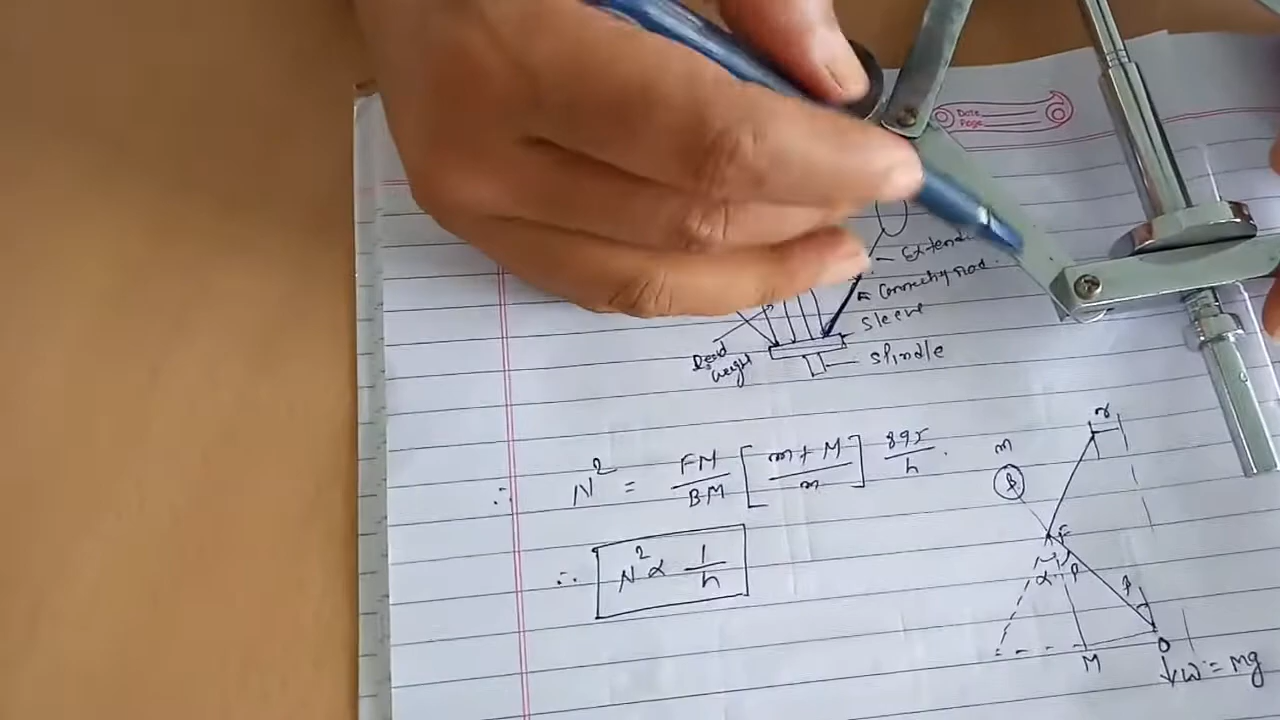 Date
Page
Extende
Connecting rod.
Sleeve
Dead
weight
spindle
∴ N² = FM/BM [m + M / m] 895/h.
∴ N² ∝ 1/h
r
m
B
F
α β
β
M D
↓W = Mg